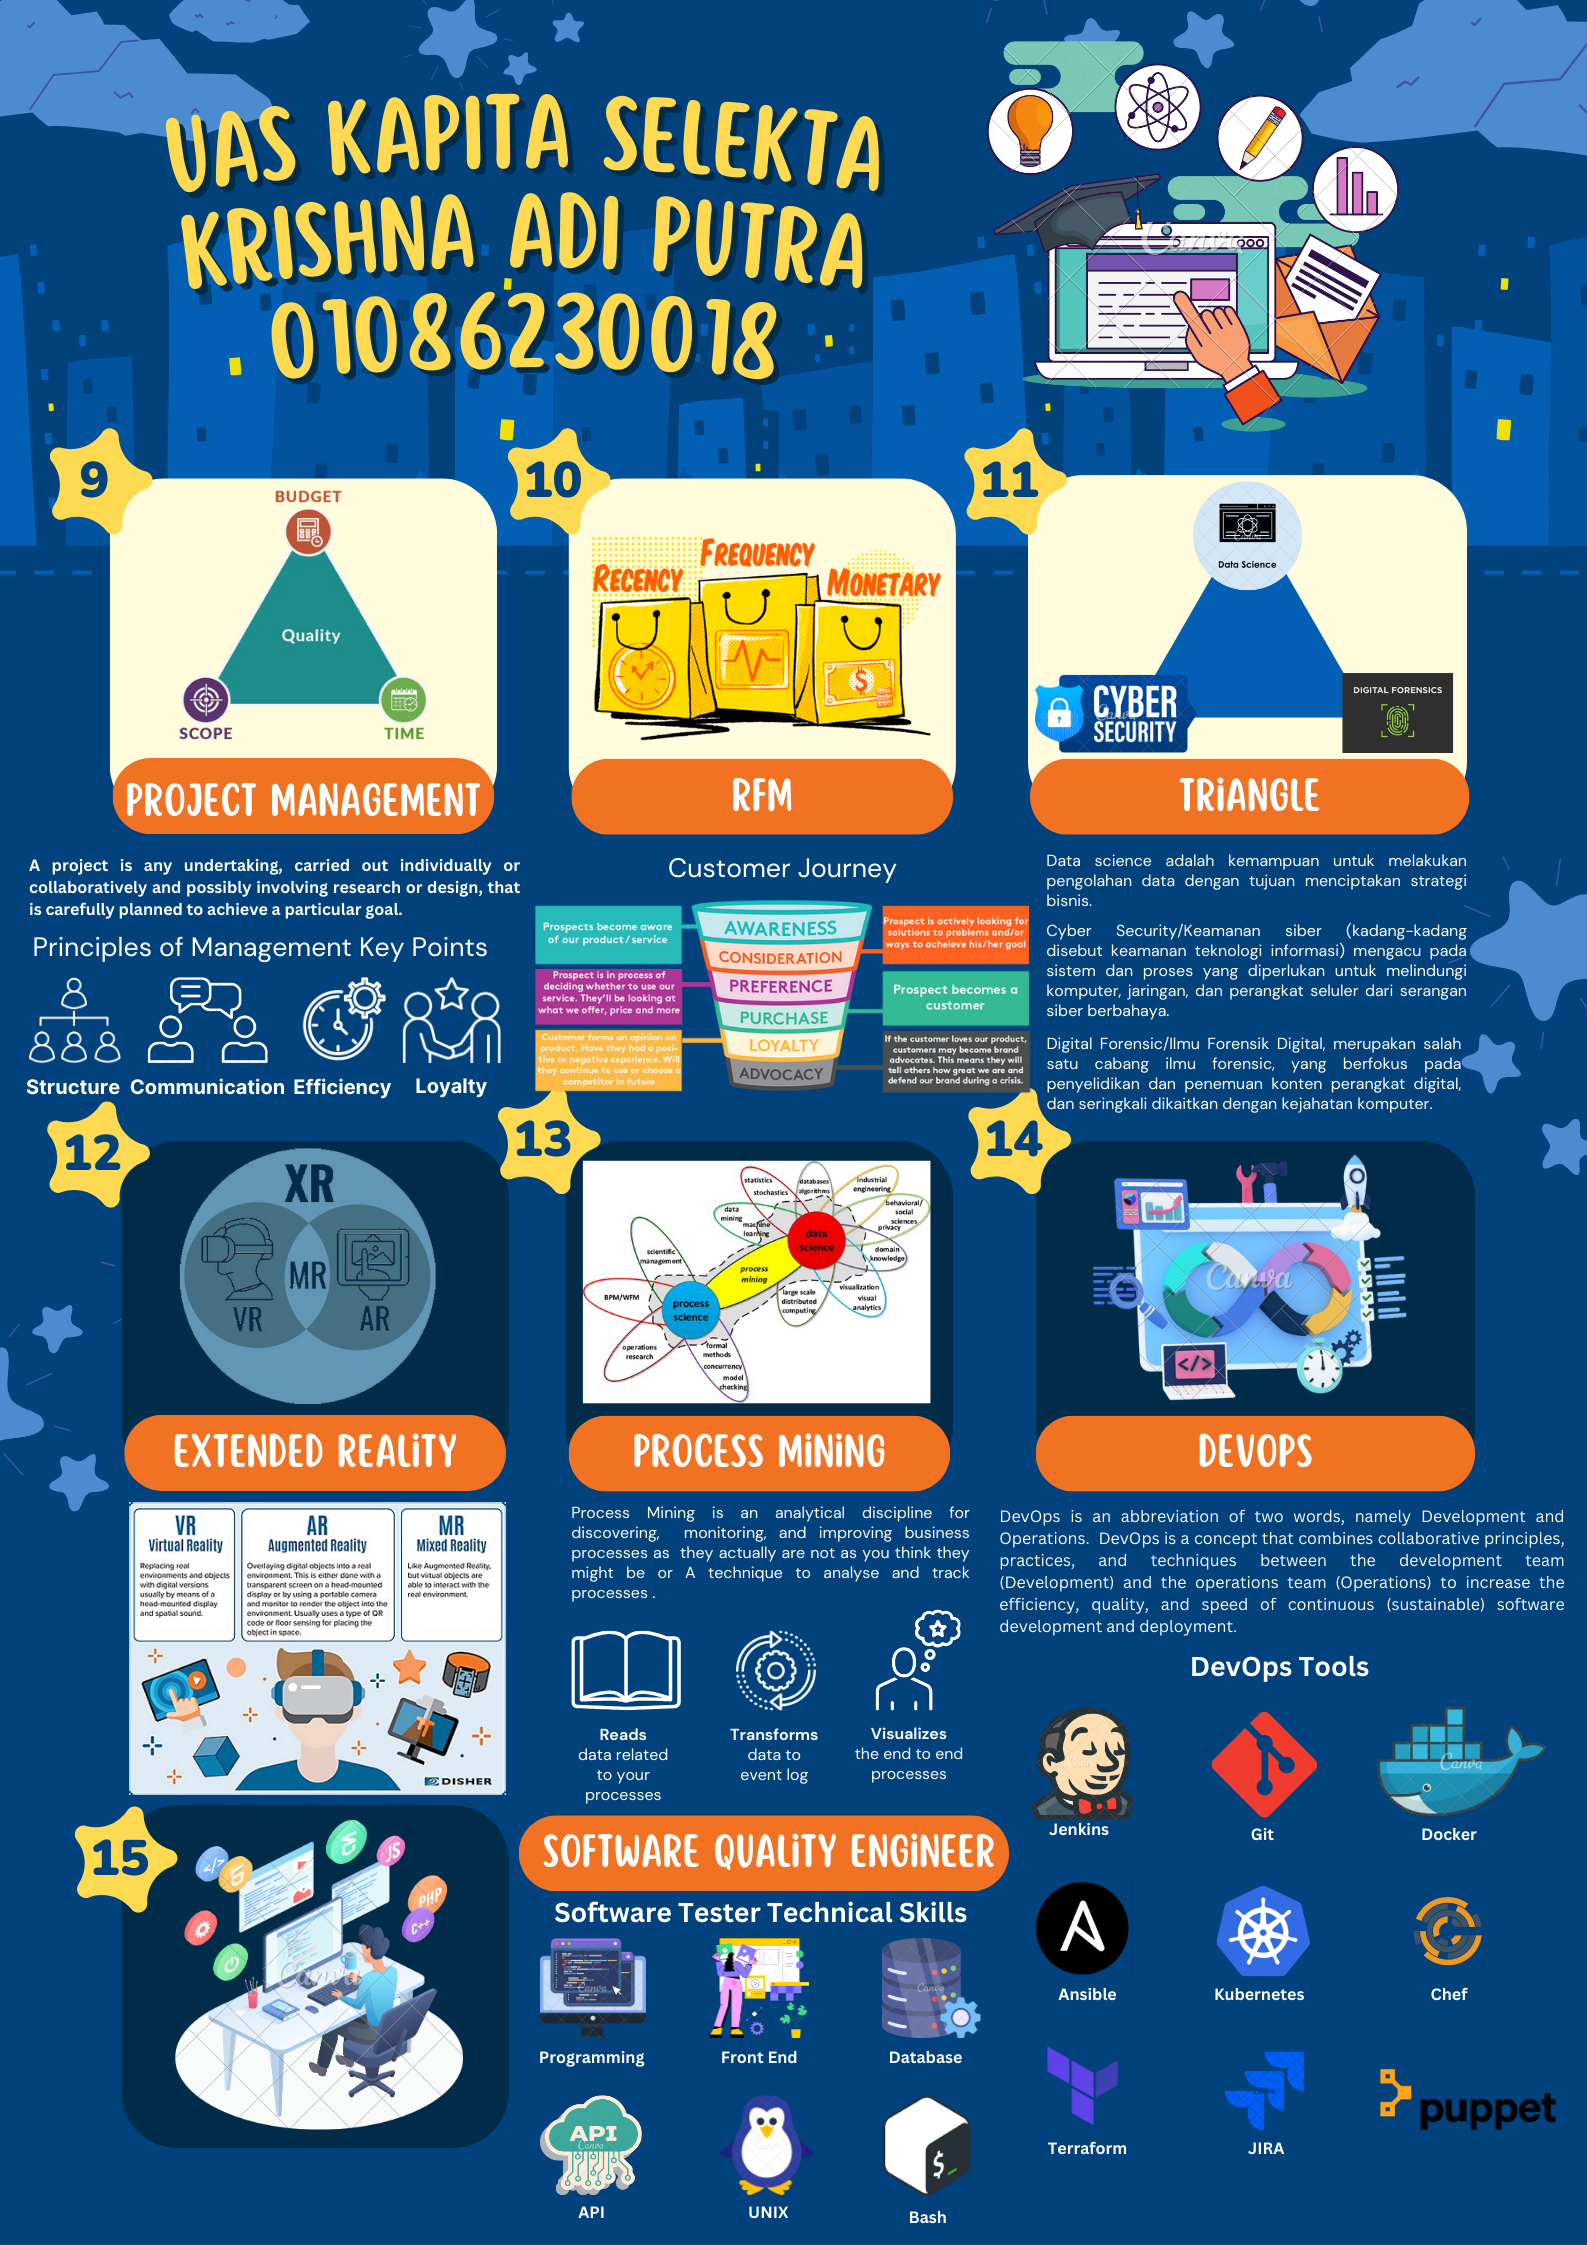 UAS KAPITA SELEKTA
KRISHNA ADI PUTRA
01086230018
9
BUDGET
Quality
SCOPE
TIME
PROJECT MANAGEMENT
A project is any undertaking, carried out individually or
collaboratively and possibly involving research or design, that
is carefully planned to achieve a particular goal.
Principles of Management Key Points
Structure
Communication
Efficiency
Loyalty
10
RECENCY
FREQUENCY
MONETARY
RFM
Customer Journey
Prospects become aware
of our product/service
Prospect is in process of
deciding whether to use our
service. They'll be looking at
what we offer, price and more
Customer forms an opinion on
product. Have they had a posi-
tive or negative experience. Will
they continue to use or choose a
competitor in future
AWARENESS
CONSIDERATION
PREFERENCE
PURCHASE
LOYALTY
ADVOCACY
Prospect is actively looking for
solutions to problems and/or
ways to acheieve his/her goal
Prospect becomes a
customer
If the customer loves our product,
customers may become brand
advocates. This means they will
tell others how great we are and
defend our brand during a crisis.
11
Data Science
CYBER
SECURITY
DIGITAL FORENSICS
TRiANGLE
Data science adalah kemampuan untuk melakukan
pengolahan data dengan tujuan menciptakan strategi
bisnis.
Cyber Security/Keamanan siber (kadang-kadang
disebut keamanan teknologi informasi) mengacu pada
sistem dan proses yang diperlukan untuk melindungi
komputer, jaringan, dan perangkat seluler dari serangan
siber berbahaya.
Digital Forensic/Ilmu Forensik Digital, merupakan salah
satu cabang ilmu forensic, yang berfokus pada
penyelidikan dan penemuan konten perangkat digital,
dan seringkali dikaitkan dengan kejahatan komputer.
12
XR
VR
MR
AR
EXTENDED REALiTY
VR
Virtual Reality
Replacing real
environments and objects
with digital versions
usually by means of a
head-mounted display
and spatial sound.
AR
Augmented Reality
Overlaying digital objects into a real
environment. This is either done with a
transparent screen on a head-mounted
display or by using a portable camera
and monitor to render the object into the
environment. Usually uses a type of QR
code or floor sensing for placing the
object in space.
MR
Mixed Reality
Like Augmented Reality,
but virtual objects are
able to interact with the
real environment.
DISHER
13
statistics
stochastics
databases
algorithms
industrial
engineering
data
mining
machine
learning
behavioral/
social
sciences
privacy
domain
knowledge
data
science
scientific
management
process
mining
visualization
visual
analytics
large scale
distributed
computing
BPM/WFM
process
science
operations
research
formal
methods
concurrency
model
checking
PROCESS MiNiNG
Process Mining is an analytical discipline for
discovering, monitoring, and improving business
processes as they actually are not as you think they
might be or A technique to analyse and track
processes .
Reads
data related
to your
processes
Transforms
data to
event log
Visualizes
the end to end
processes
14
Canva
</>
DEVOPS
DevOps is an abbreviation of two words, namely Development and
Operations. DevOps is a concept that combines collaborative principles,
practices, and techniques between the development team
(Development) and the operations team (Operations) to increase the
efficiency, quality, and speed of continuous (sustainable) software
development and deployment.
DevOps Tools
Jenkins
Git
Docker
Ansible
Kubernetes
Chef
Terraform
JIRA
puppet
15
</>
JS
PHP
C++
Canva
SOFTWARE QUALiTY ENGiNEER
Software Tester Technical Skills
Programming
Front End
Database
API
API
UNIX
$_
Bash